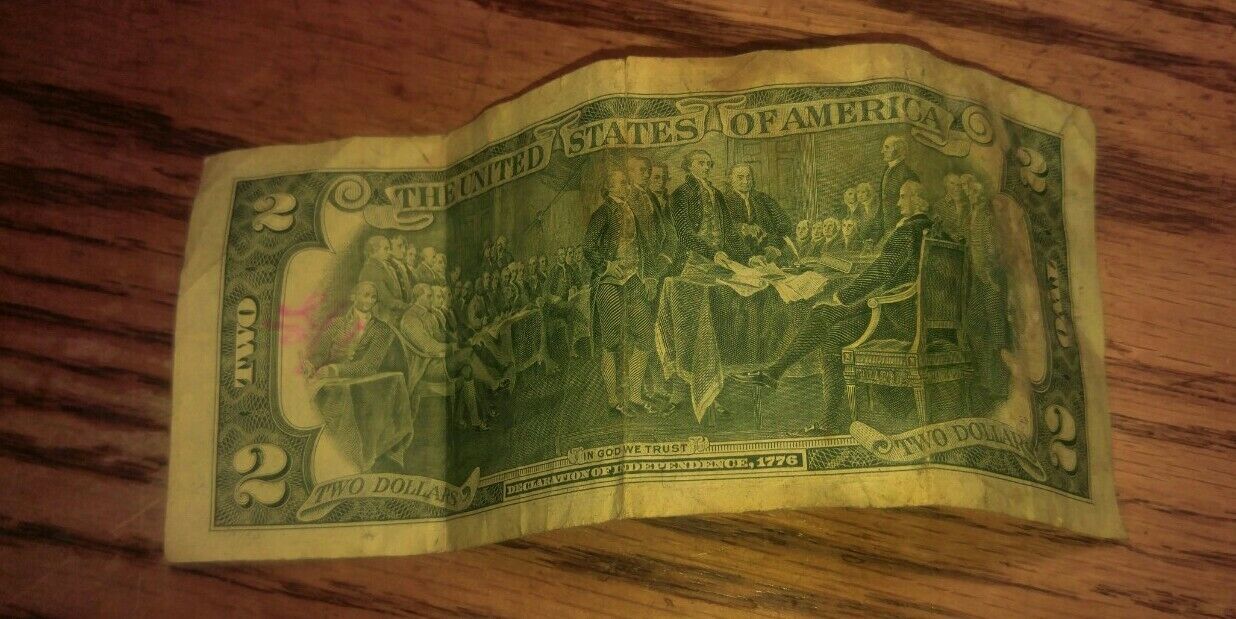 THE UNITED STATES OF AMERICA
2
2
TWO
TWO
2
2
TWO DOLLARS
TWO DOLLARS
IN GOD WE TRUST
DECLARATION OF INDEPENDENCE, 1776